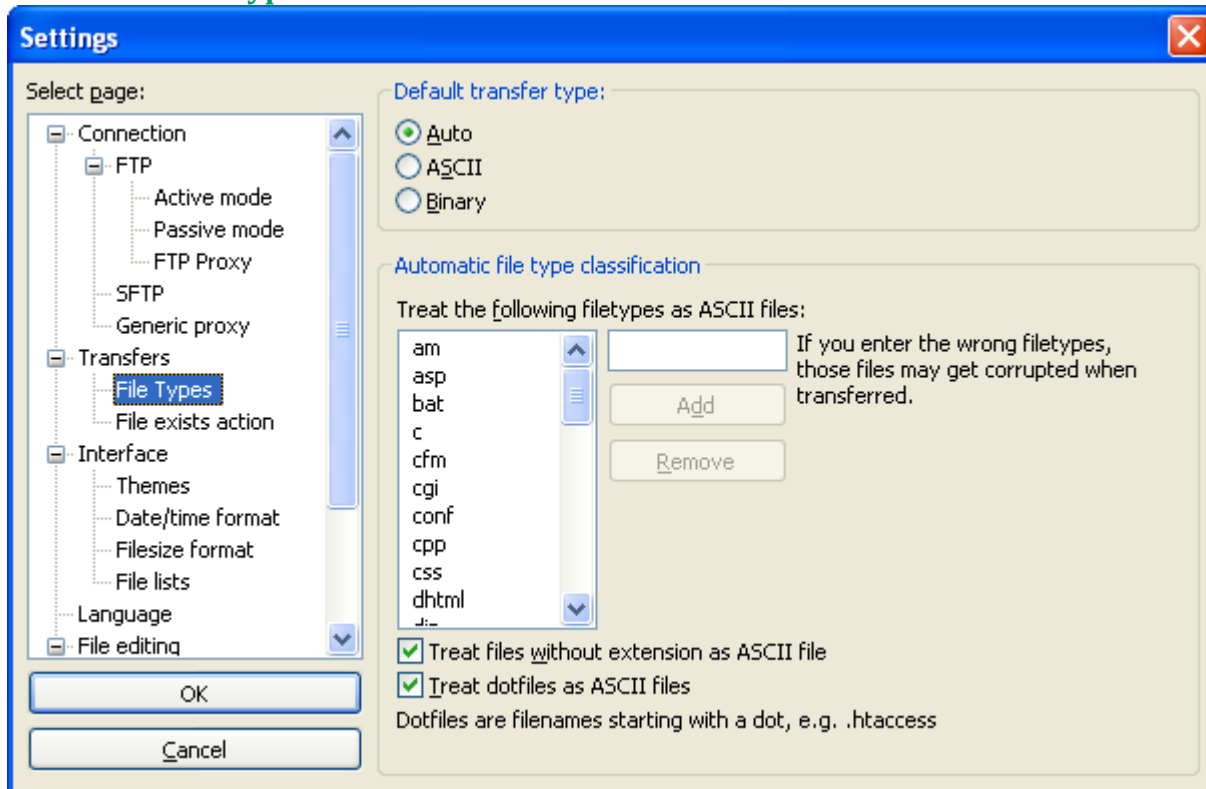 Settings
Select page:
Connection
FTP
Active mode
Passive mode
FTP Proxy
SFTP
Generic proxy
Transfers
File Types
File exists action
Interface
Themes
Date/time format
Filesize format
File lists
Language
File editing
OK
Cancel
Default transfer type:
Auto
ASCII
Binary
Automatic file type classification
Treat the following filetypes as ASCII files:
am
asp
bat
c
cfm
cgi
conf
cpp
css
dhtml
Add
Remove
If you enter the wrong filetypes,
those files may get corrupted when
transferred.
Treat files without extension as ASCII file
Treat dotfiles as ASCII files
Dotfiles are filenames starting with a dot, e.g. .htaccess